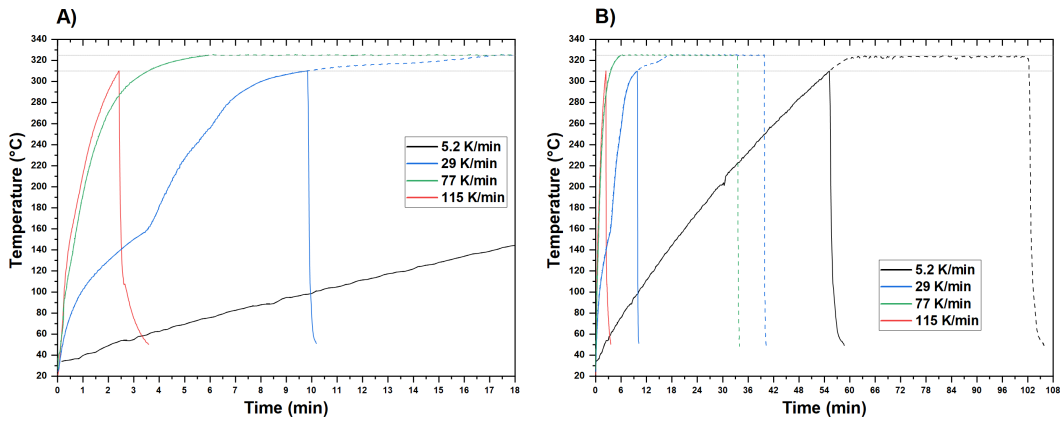 A)
Temperature (°C)
340
320
300
280
260
240
220
200
180
160
140
120
100
80
60
40
20
5.2 K/min
29 K/min
77 K/min
115 K/min
0 1 2 3 4 5 6 7 8 9 10 11 12 13 14 15 16 17 18
Time (min)
B)
Temperature (°C)
340
320
300
280
260
240
220
200
180
160
140
120
100
80
60
40
20
5.2 K/min
29 K/min
77 K/min
115 K/min
0 6 12 18 24 30 36 42 48 54 60 66 72 78 84 90 96 102 108
Time (min)